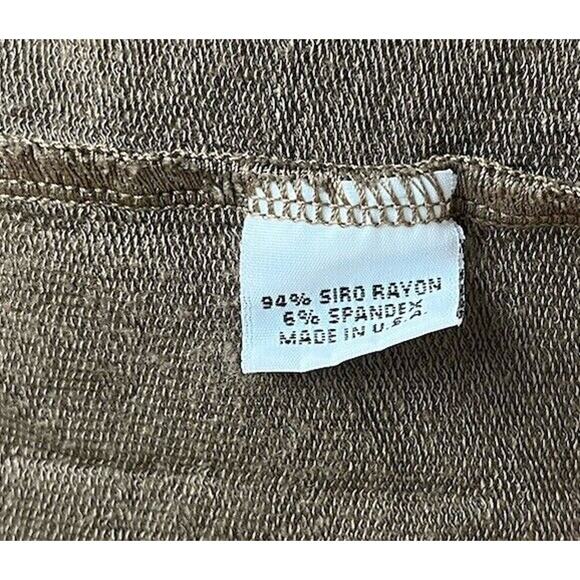 94% SIRO RAYON
6% SPANDEX
MADE IN U.S.A.